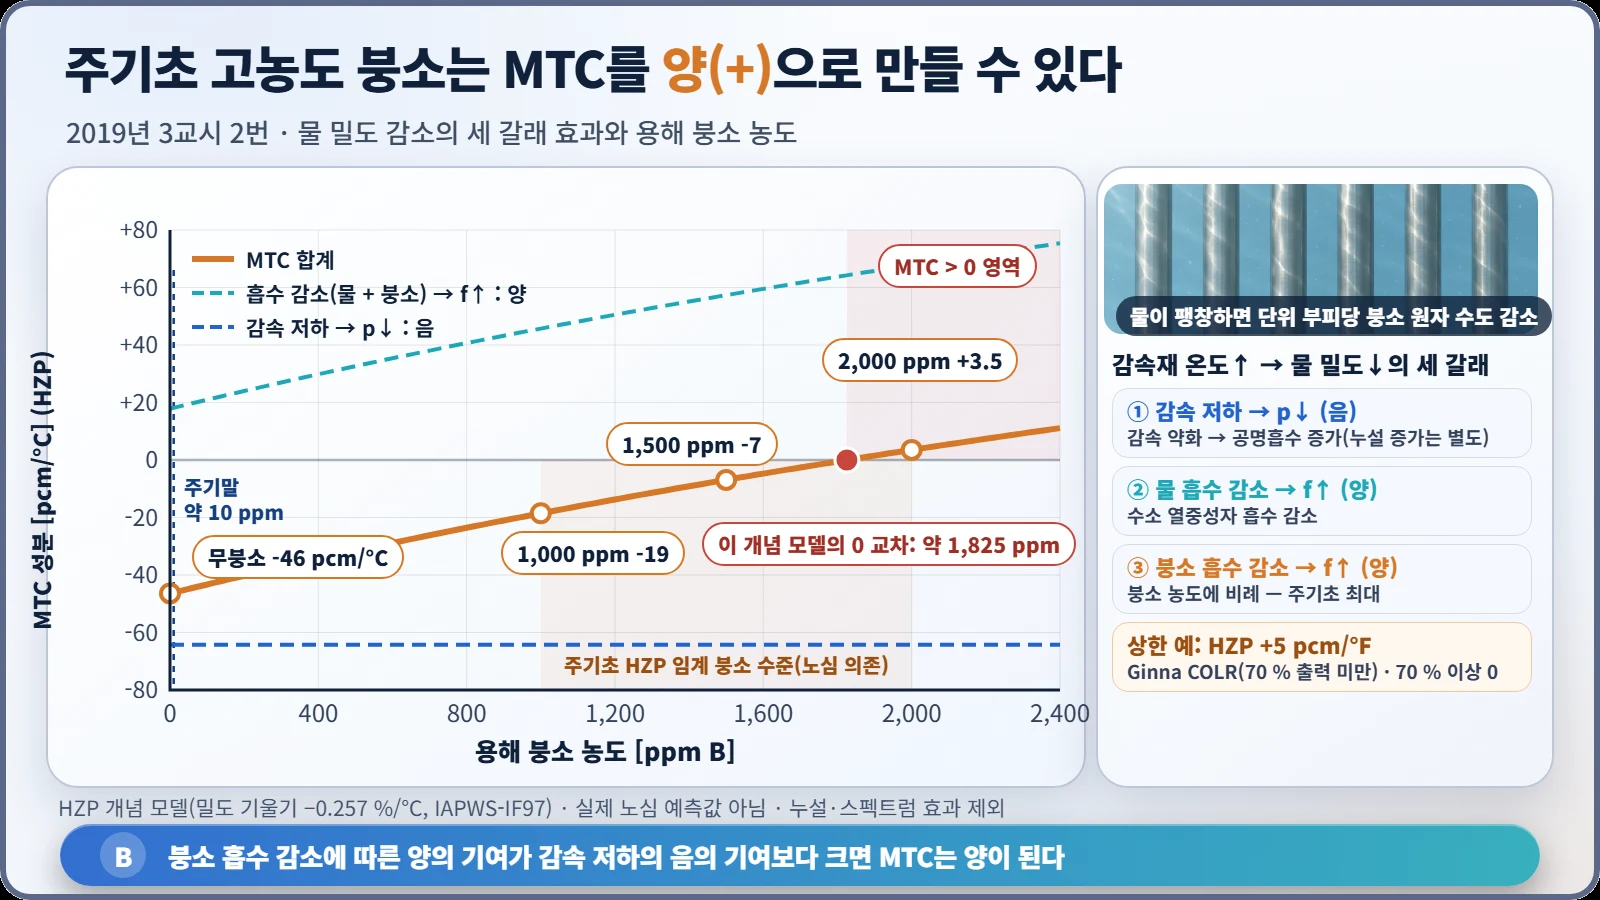 주기초 고농도 붕소는 MTC를 양(+)으로 만들 수 있다
2019년 3교시 2번 · 물 밀도 감소의 세 갈래 효과와 용해 붕소 농도
MTC 성분 [pcm/°C] (HZP)
+80
+60
+40
+20
0
-20
-40
-60
-80
MTC 합계
흡수 감소(물 + 붕소) → f↑ : 양
감속 저하 → p↓ : 음
MTC > 0 영역
2,000 ppm +3.5
1,500 ppm -7
주기말
약 10 ppm
무붕소 -46 pcm/°C
1,000 ppm -19
이 개념 모델의 0 교차: 약 1,825 ppm
주기초 HZP 임계 붕소 수준(노심 의존)
0
400
800
1,200
1,600
2,000
2,400
용해 붕소 농도 [ppm B]
물이 팽창하면 단위 부피당 붕소 원자 수도 감소
감속재 온도↑ → 물 밀도↓의 세 갈래
① 감속 저하 → p↓ (음)
감속 약화 → 공명흡수 증가(누설 증가는 별도)
② 물 흡수 감소 → f↑ (양)
수소 열중성자 흡수 감소
③ 붕소 흡수 감소 → f↑ (양)
붕소 농도에 비례 — 주기초 최대
상한 예: HZP +5 pcm/°F
Ginna COLR(70 % 출력 미만) · 70 % 이상 0
HZP 개념 모델(밀도 기울기 −0.257 %/°C, IAPWS-IF97) · 실제 노심 예측값 아님 · 누설·스펙트럼 효과 제외
B 붕소 흡수 감소에 따른 양의 기여가 감속 저하의 음의 기여보다 크면 MTC는 양이 된다